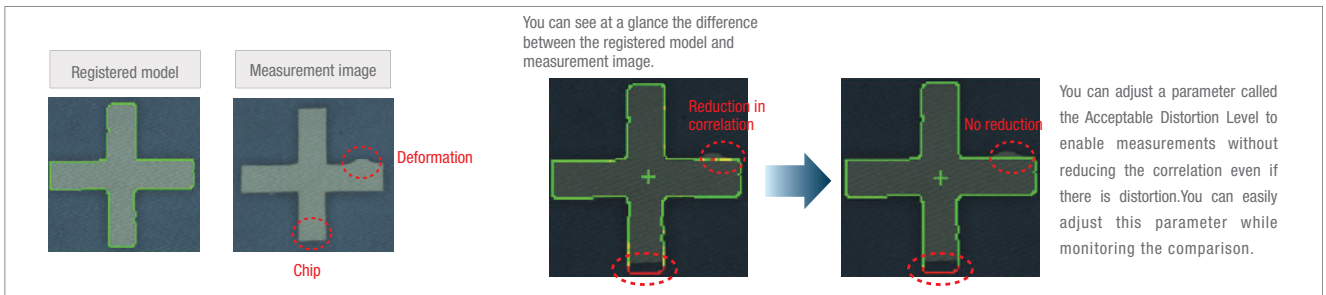 Registered model
Measurement image
Deformation
Chip
You can see at a glance the difference
between the registered model and
measurement image.
Reduction in
correlation
No reduction
You can adjust a parameter called
the Acceptable Distortion Level to
enable measurements without
reducing the correlation even if
there is distortion.You can easily
adjust this parameter while
monitoring the comparison.